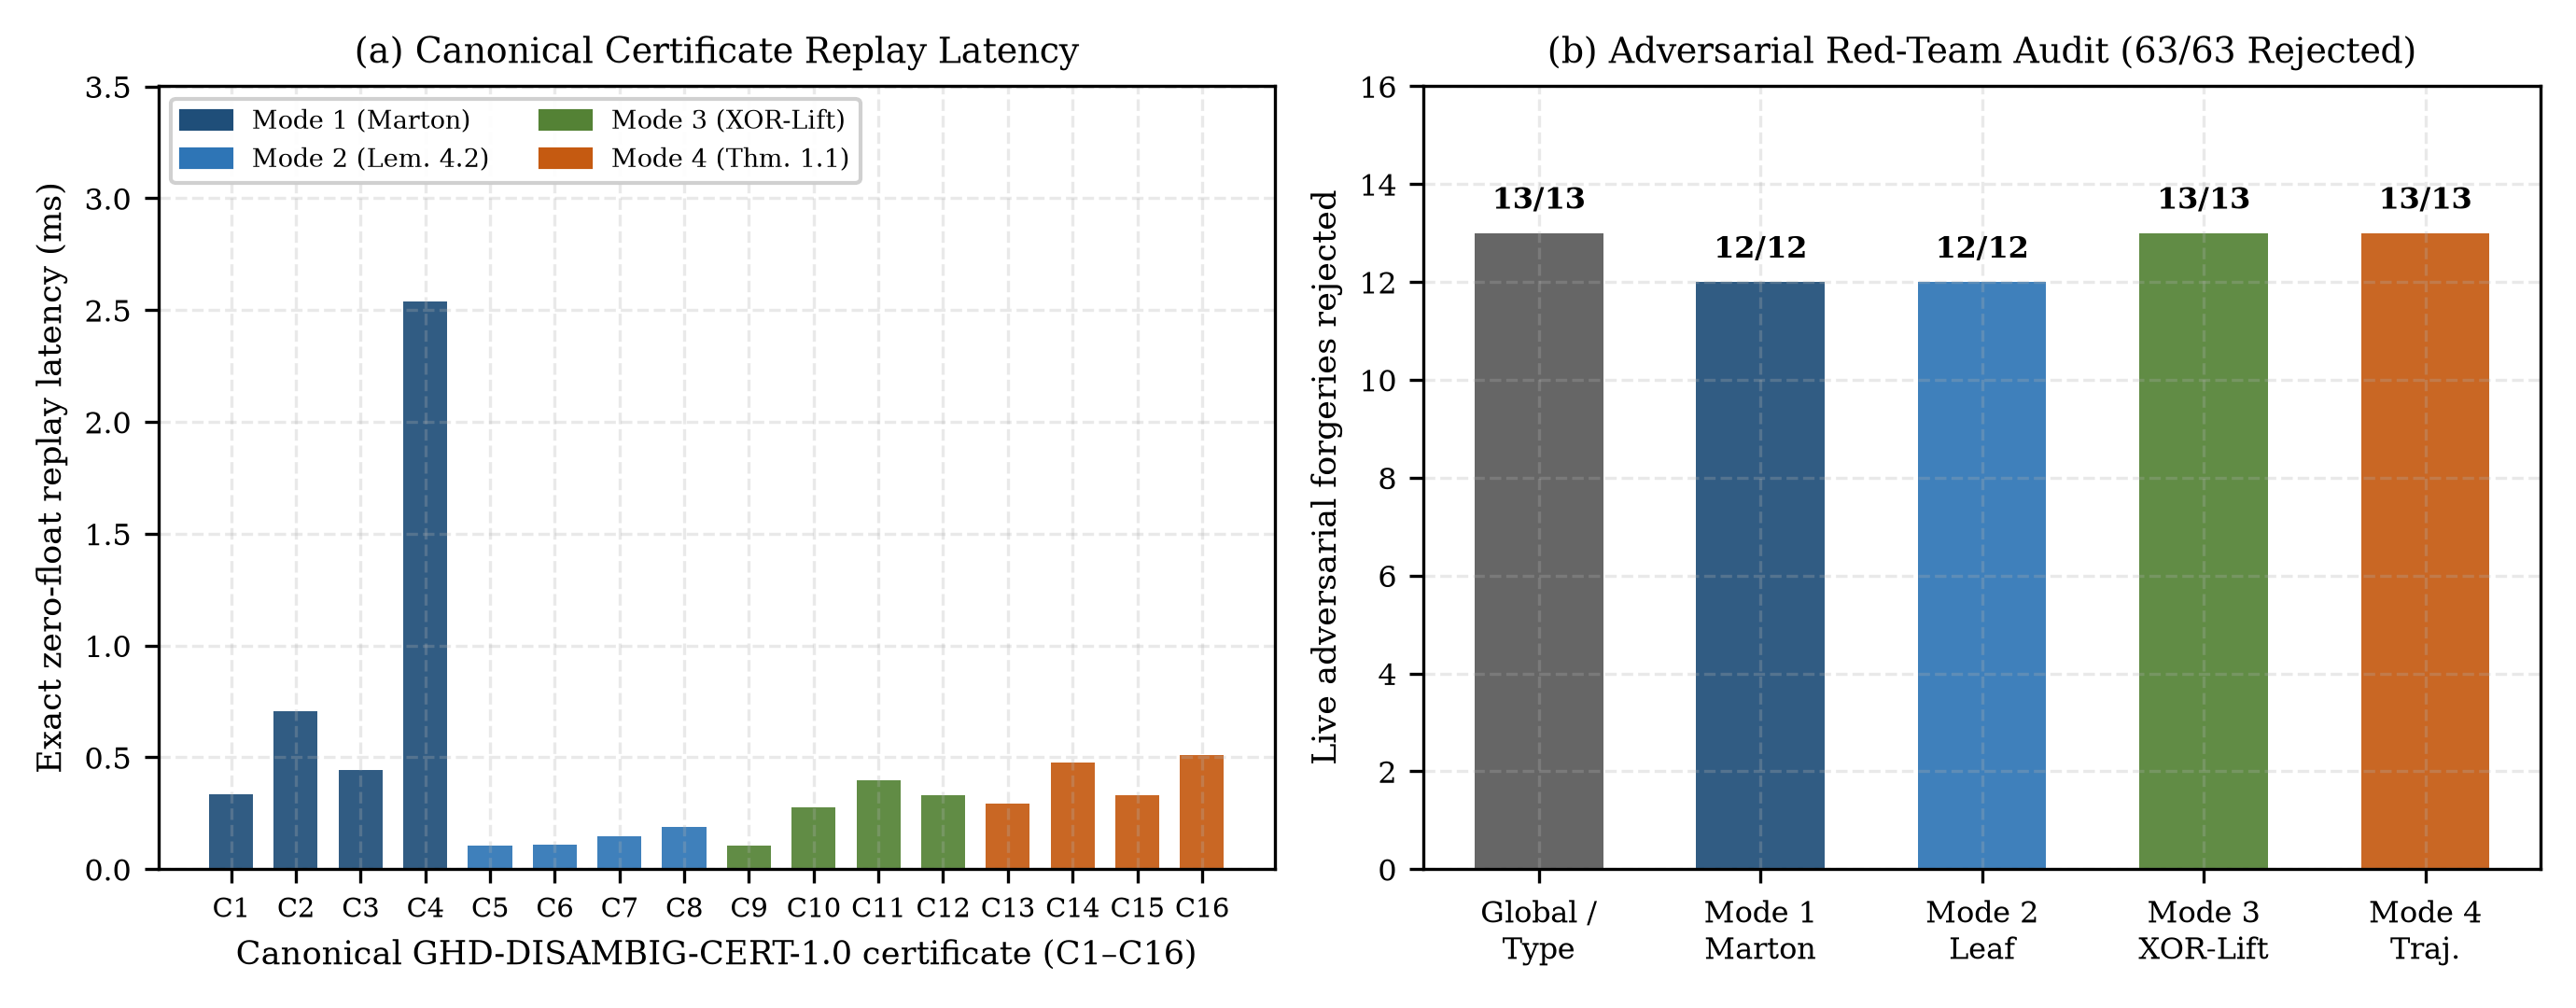 (a) Canonical Certificate Replay Latency
Exact zero-float replay latency (ms)
3.5
3.0
2.5
2.0
1.5
1.0
0.5
0.0
Mode 1 (Marton)
Mode 2 (Lem. 4.2)
Mode 3 (XOR-Lift)
Mode 4 (Thm. 1.1)
C1 C2 C3 C4 C5 C6 C7 C8 C9 C10 C11 C12 C13 C14 C15 C16
Canonical GHD-DISAMBIG-CERT-1.0 certificate (C1–C16)
(b) Adversarial Red-Team Audit (63/63 Rejected)
Live adversarial forgeries rejected
16
14
12
10
8
6
4
2
0
13/13
12/12
12/12
13/13
13/13
Global /
Type
Mode 1
Marton
Mode 2
Leaf
Mode 3
XOR-Lift
Mode 4
Traj.